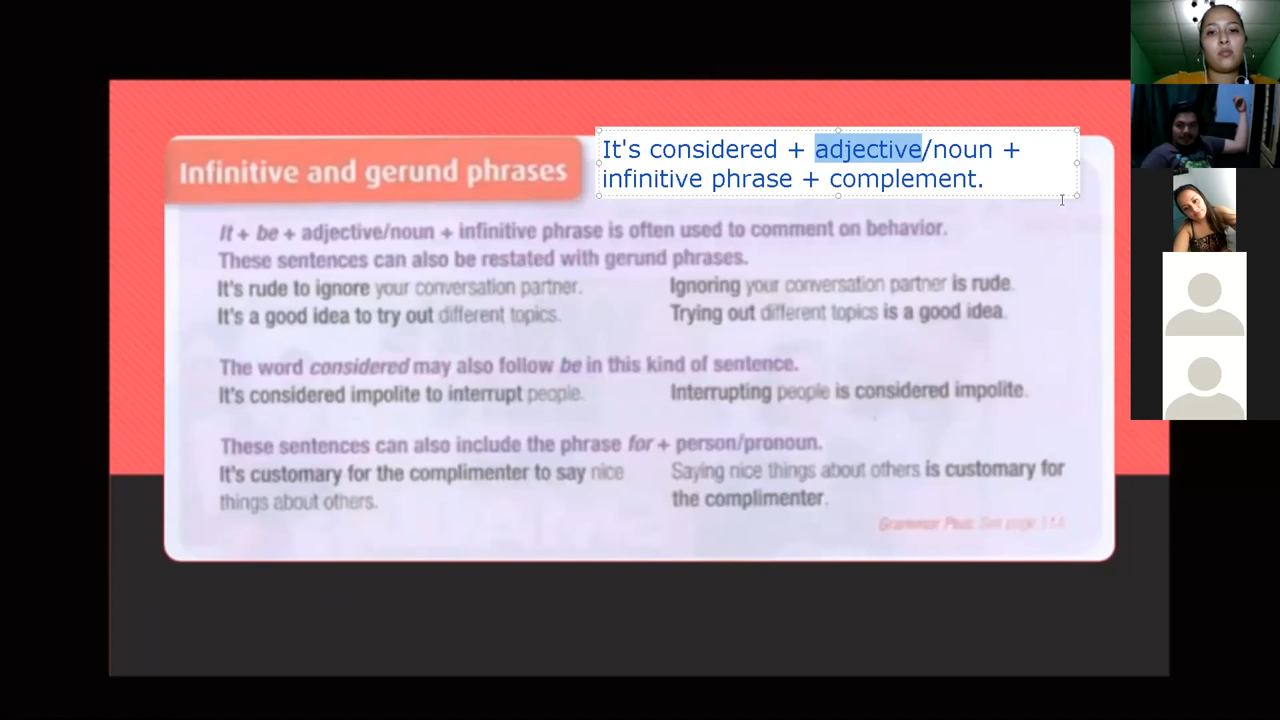 It's considered + adjective/noun +
infinitive phrase + complement.
Infinitive and gerund phrases
It + be + adjective/noun + infinitive phrase is often used to comment on behavior.
These sentences can also be restated with gerund phrases.
It's rude to ignore your conversation partner.
Ignoring your conversation partner is rude.
It's a good idea to try out different topics.
Trying out different topics is a good idea.
The word considered may also follow be in this kind of sentence.
It's considered impolite to interrupt people.
Interrupting people is considered impolite.
These sentences can also include the phrase for + person/pronoun.
It's customary for the complimenter to say nice
things about others.
Saying nice things about others is customary for
the complimenter.
Grammar Plus: See page 114